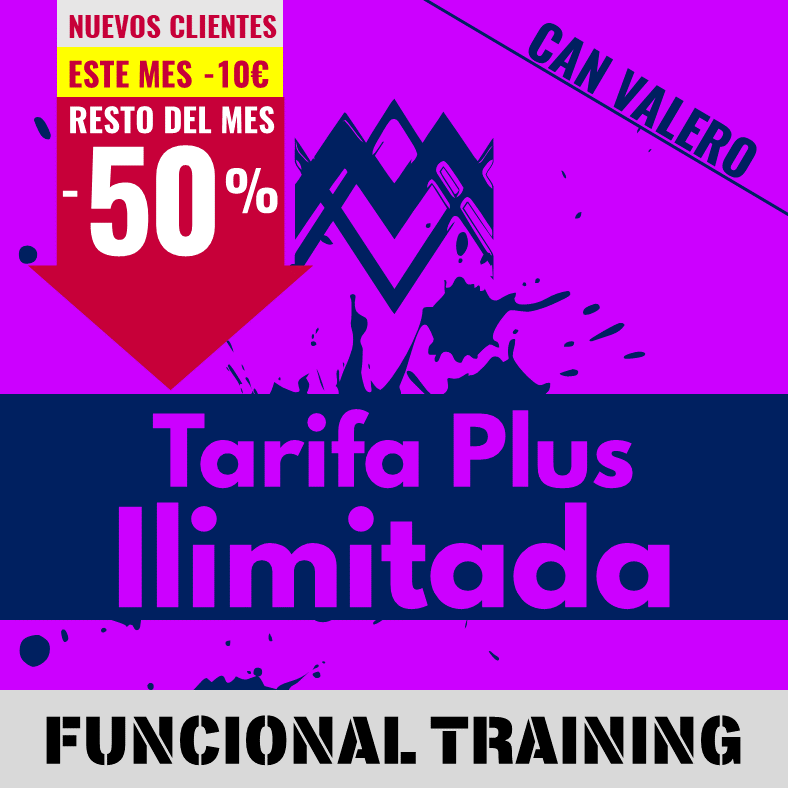 NUEVOS CLIENTES
ESTE MES -10€
RESTO DEL MES
-50%
CAN VALERO
Tarifa Plus
Ilimitada
FUNCIONAL TRAINING